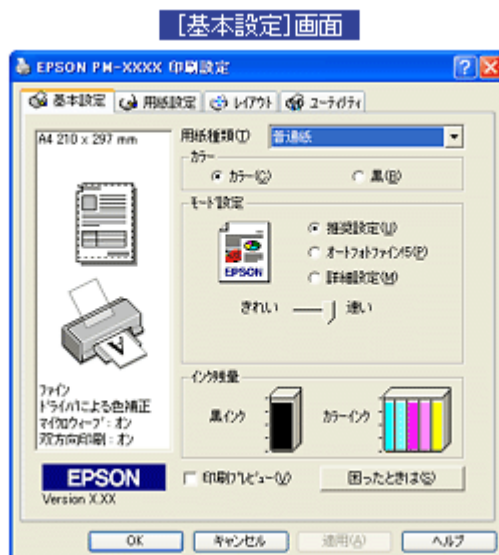 [基本設定]画面
EPSON PM-XXXX 印刷設定
基本設定 用紙設定 レイアウト ユーティリティ
A4 210 x 297 mm
用紙種類(T) 普通紙
カラー
カラー(C) 黒(B)
モード設定
推奨設定(U)
オートフォトファイン!5(P)
詳細設定(M)
EPSON
きれい 速い
ファイン
ドライバによる色補正
マイクロウィーブ:オン
双方向印刷:オン
インク残量
黒インク カラーインク
EPSON
Version X.XX
印刷プレビュー(V) 困ったときは(S)
OK キャンセル 適用(A) ヘルプ